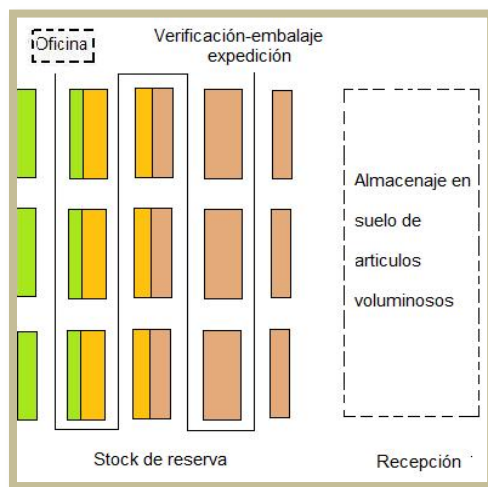 Oficina
Verificación-embalaje
expedición
Almacenaje en
suelo de
articulos
voluminosos
Stock de reserva
Recepción